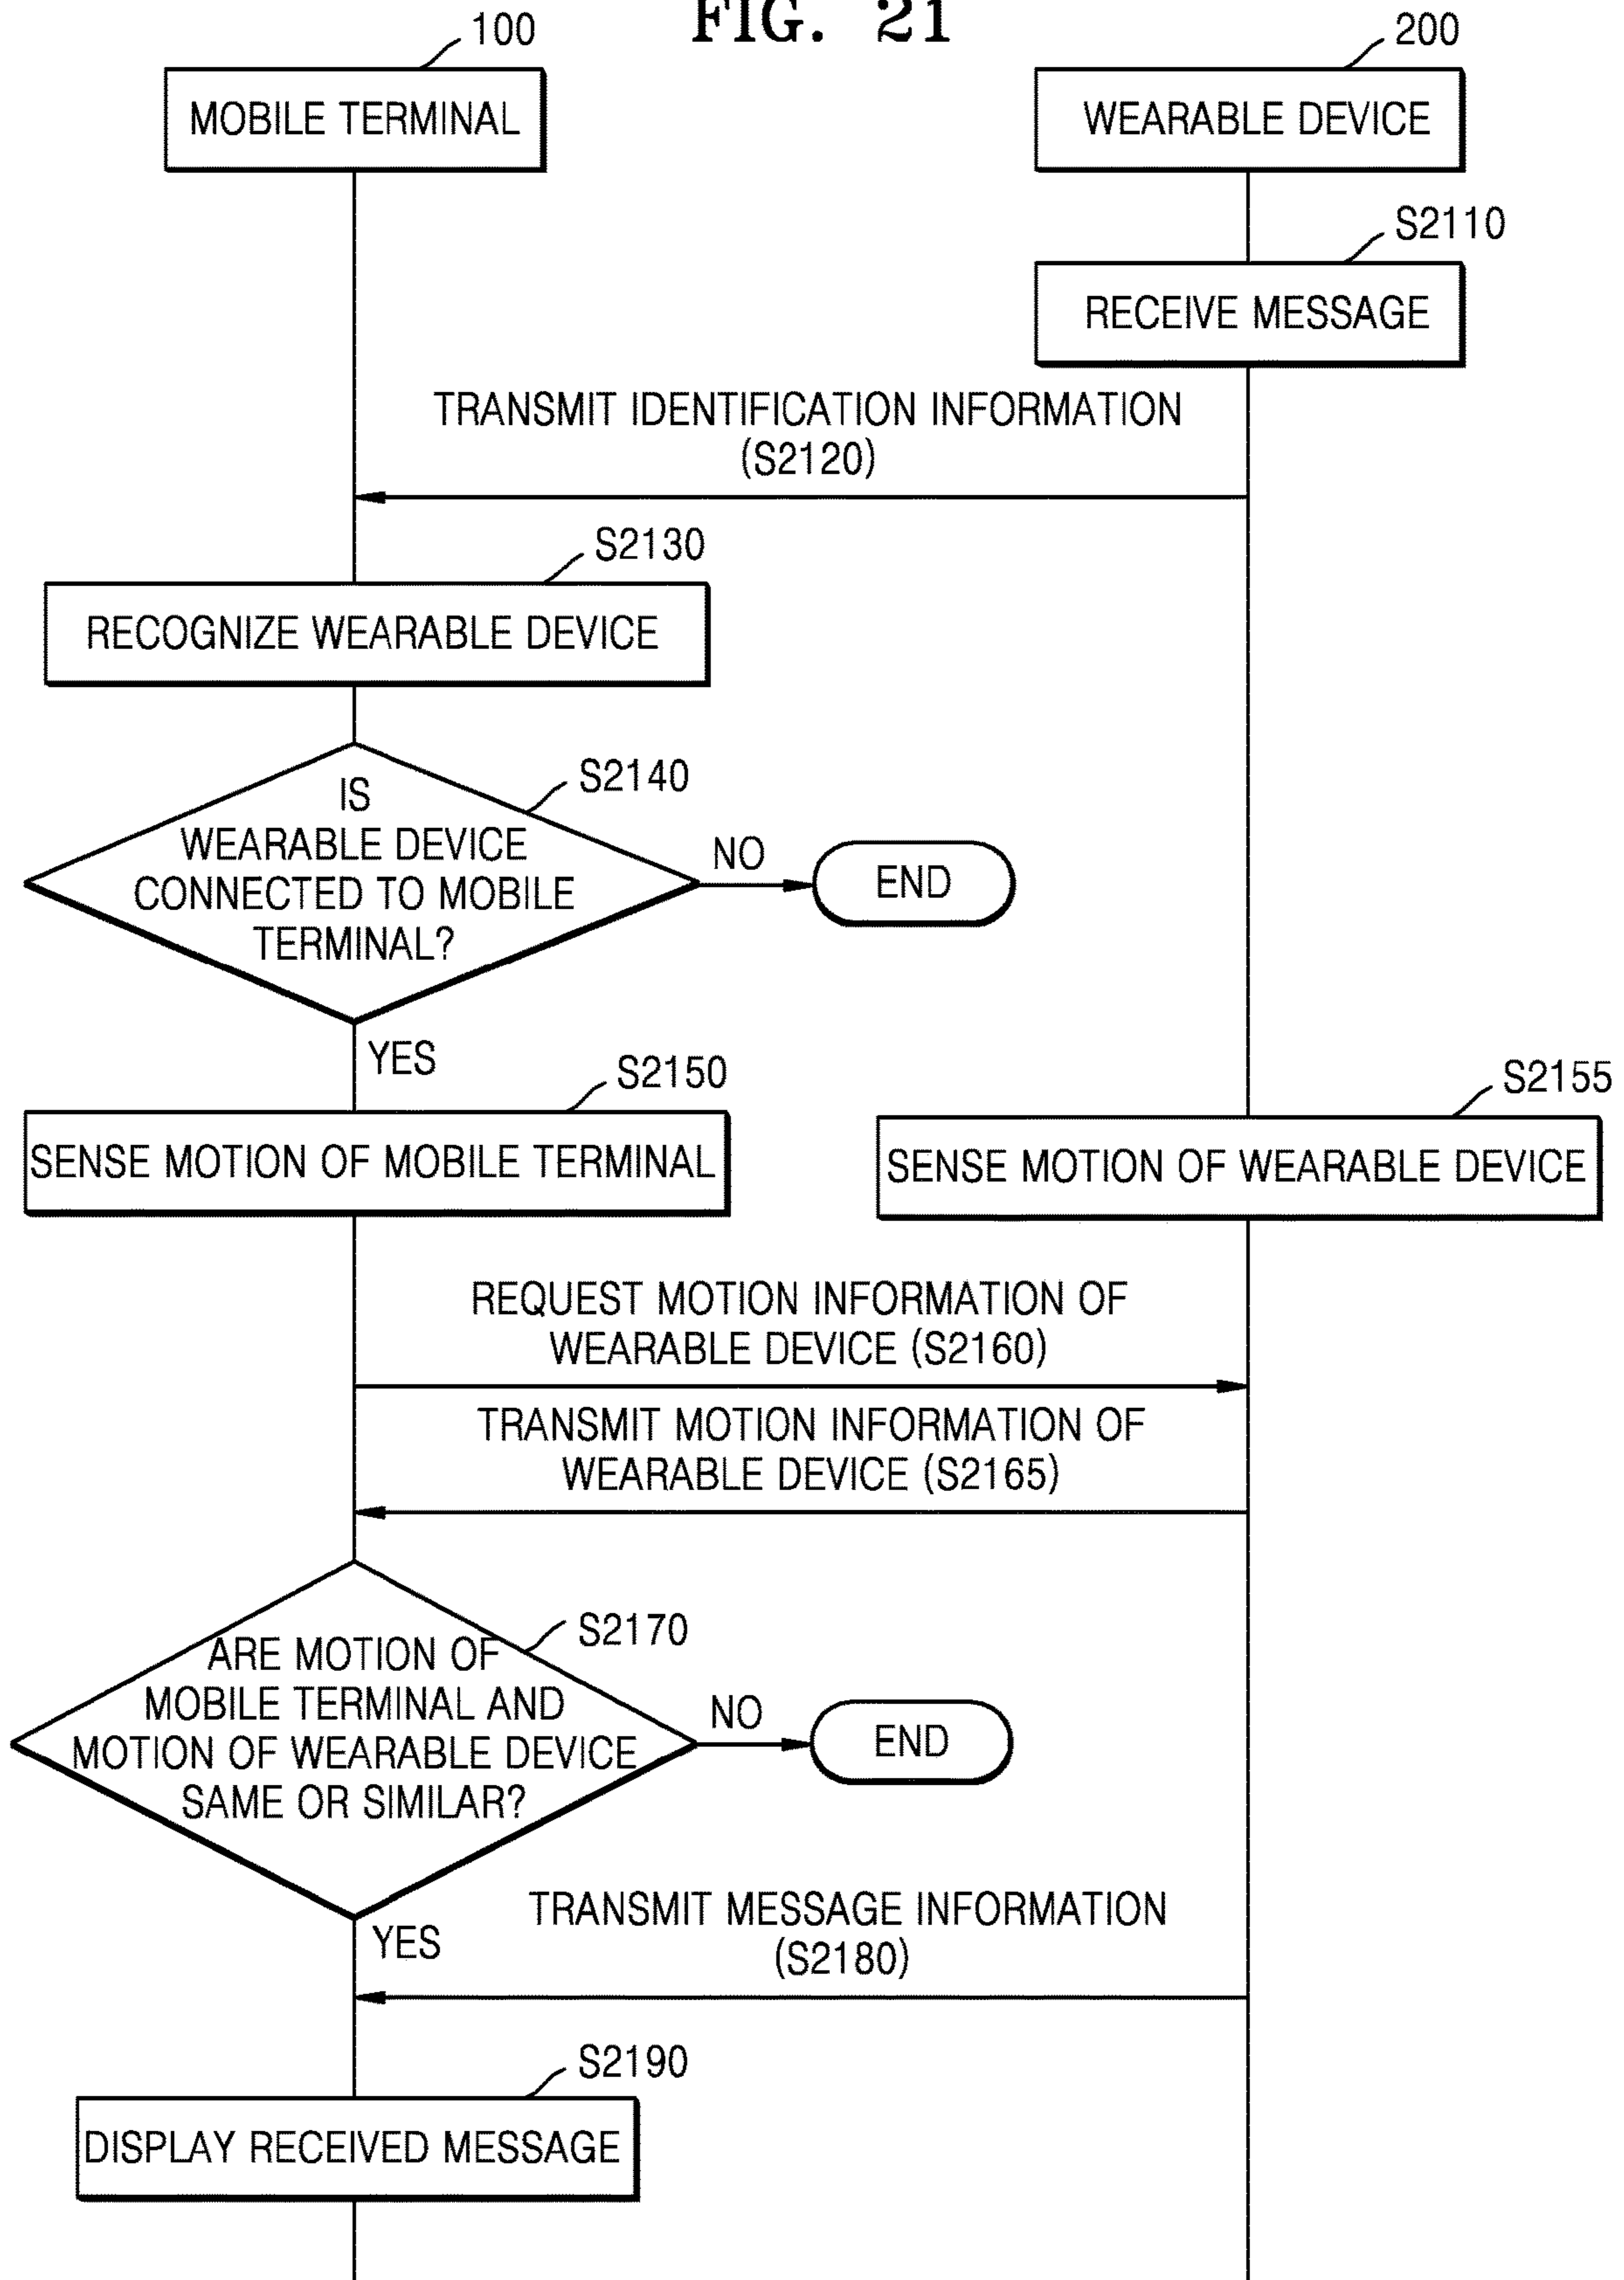 FIG. 21
100
200
MOBILE TERMINAL
WEARABLE DEVICE
S2110
RECEIVE MESSAGE
TRANSMIT IDENTIFICATION INFORMATION
(S2120)
S2130
RECOGNIZE WEARABLE DEVICE
S2140
IS
WEARABLE DEVICE
CONNECTED TO MOBILE
TERMINAL?
NO
END
YES
S2150
S2155
SENSE MOTION OF MOBILE TERMINAL
SENSE MOTION OF WEARABLE DEVICE
REQUEST MOTION INFORMATION OF
WEARABLE DEVICE (S2160)
TRANSMIT MOTION INFORMATION OF
WEARABLE DEVICE (S2165)
S2170
ARE MOTION OF
MOBILE TERMINAL AND
MOTION OF WEARABLE DEVICE
SAME OR SIMILAR?
NO
END
YES
TRANSMIT MESSAGE INFORMATION
(S2180)
S2190
DISPLAY RECEIVED MESSAGE